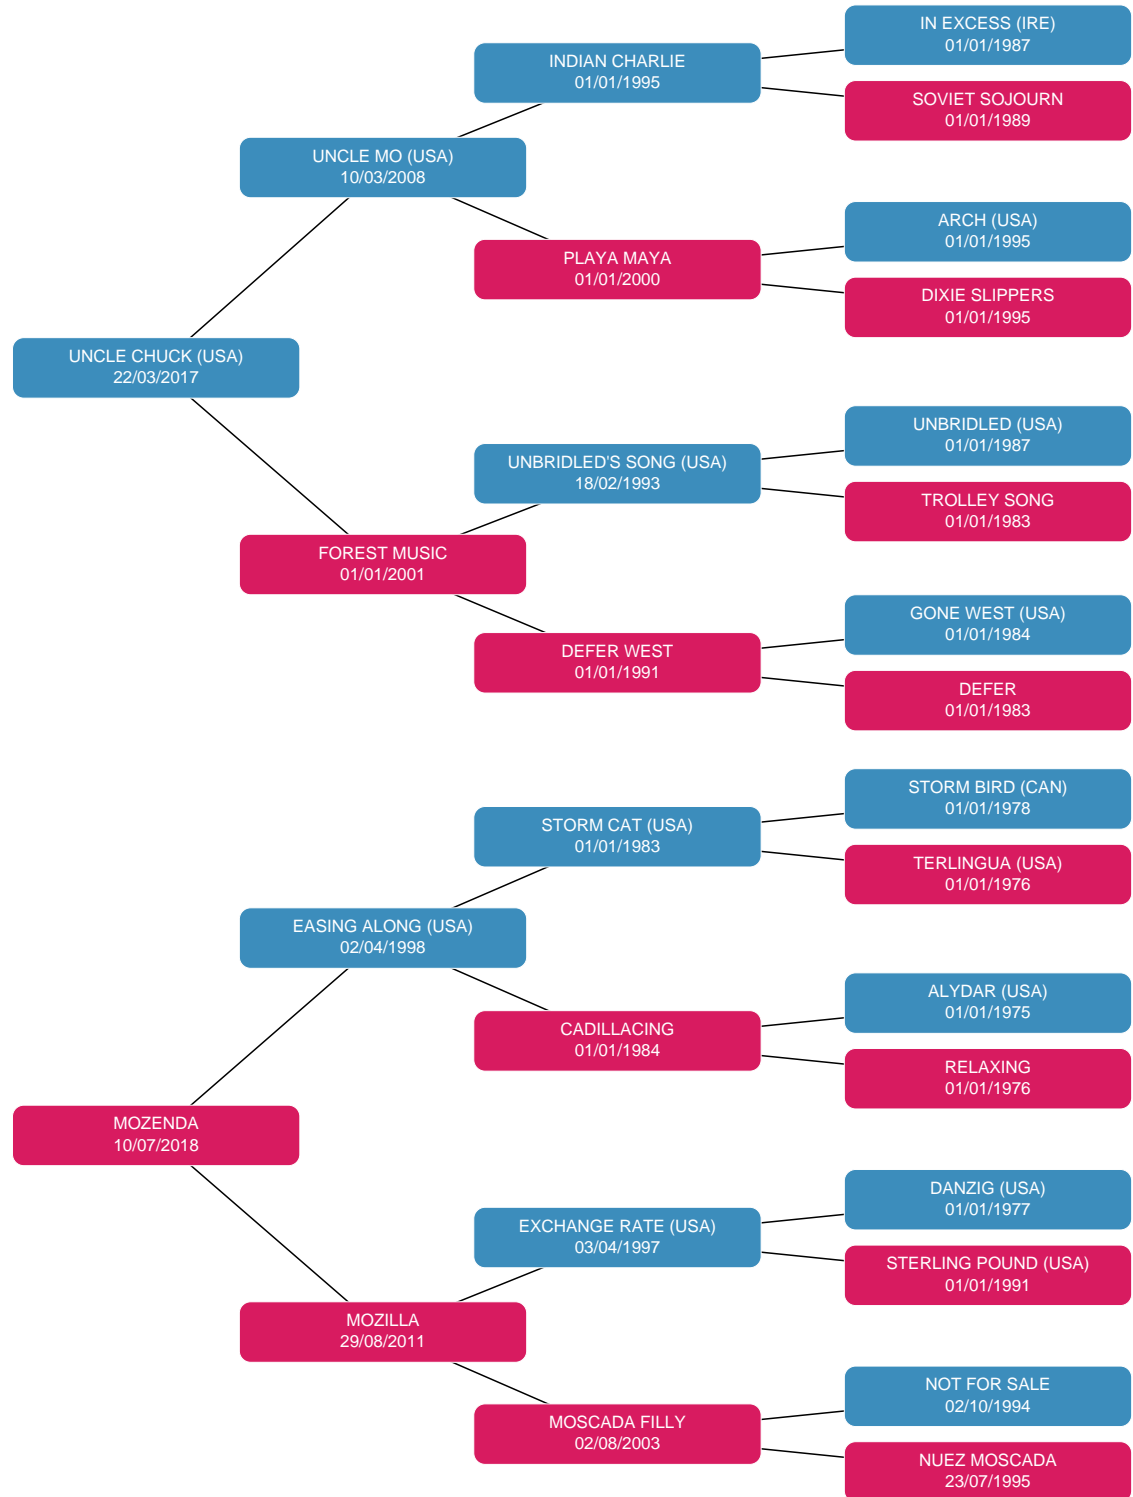 IN EXCESS (IRE)
01/01/1987
INDIAN CHARLIE
01/01/1995
SOVIET SOJOURN
01/01/1989
UNCLE MO (USA)
10/03/2008
ARCH (USA)
01/01/1995
PLAYA MAYA
01/01/2000
DIXIE SLIPPERS
01/01/1995
UNCLE CHUCK (USA)
22/03/2017
UNBRIDLED (USA)
01/01/1987
UNBRIDLED'S SONG (USA)
18/02/1993
TROLLEY SONG
01/01/1983
FOREST MUSIC
01/01/2001
GONE WEST (USA)
01/01/1984
DEFER WEST
01/01/1991
DEFER
01/01/1983
STORM BIRD (CAN)
01/01/1978
STORM CAT (USA)
01/01/1983
TERLINGUA (USA)
01/01/1976
EASING ALONG (USA)
02/04/1998
ALYDAR (USA)
01/01/1975
CADILLACING
01/01/1984
RELAXING
01/01/1976
MOZENDA
10/07/2018
DANZIG (USA)
01/01/1977
EXCHANGE RATE (USA)
03/04/1997
STERLING POUND (USA)
01/01/1991
MOZILLA
29/08/2011
NOT FOR SALE
02/10/1994
MOSCADA FILLY
02/08/2003
NUEZ MOSCADA
23/07/1995